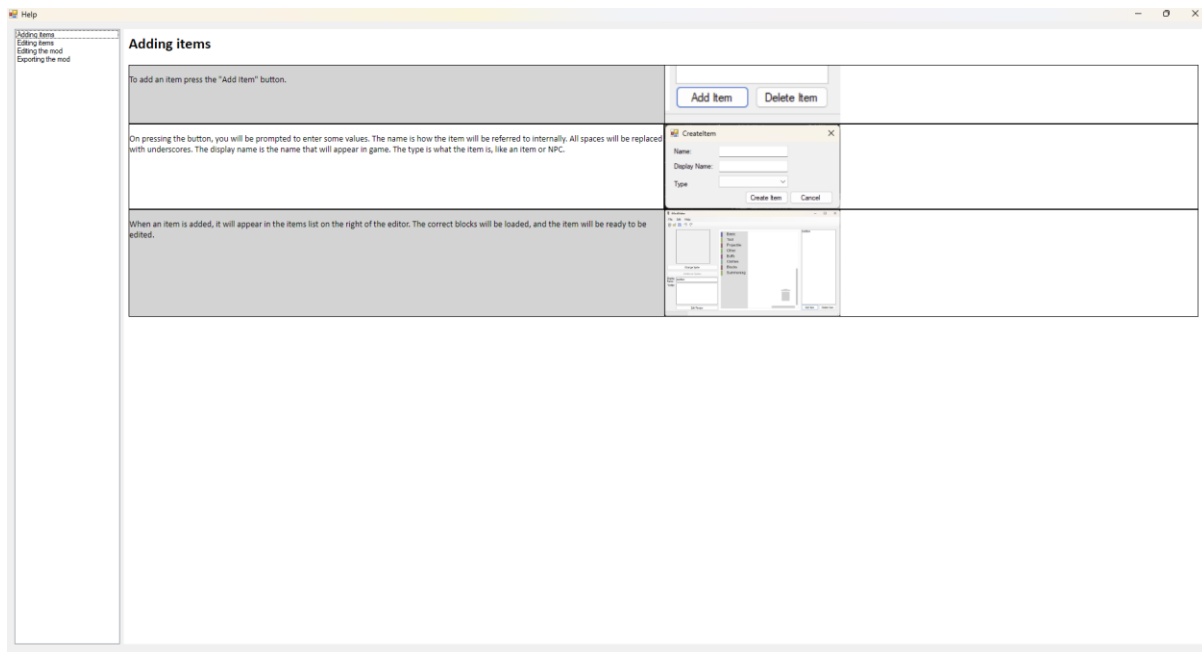 Help
Adding items
Editing items
Editing the mod
Exporting the mod
Adding items
To add an item press the "Add Item" button.
Add Item
Delete Item
On pressing the button, you will be prompted to enter some values. The name is how the item will be referred to internally. All spaces will be replaced
with underscores. The display name is the name that will appear in game. The type is what the item is, like an item or NPC.
CreateItem
Name:
Display Name:
Type
Create Item
Cancel
When an item is added, it will appear in the items list on the right of the editor. The correct blocks will be loaded, and the item will be ready to be
edited.
File Edit Help